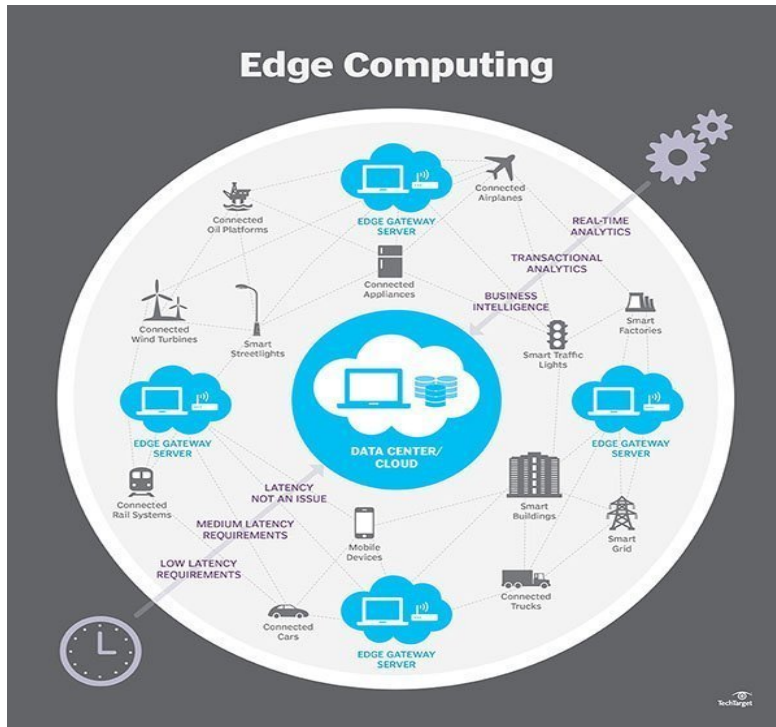 Edge Computing
Connected
Airplanes
EDGE GATEWAY
SERVER
Connected
Oil Platforms
REAL-TIME
ANALYTICS
TRANSACTIONAL
ANALYTICS
Connected
Appliances
BUSINESS
INTELLIGENCE
Connected
Wind Turbines
Smart
Streetlights
Smart
Factories
Smart Traffic
Lights
EDGE GATEWAY
SERVER
DATA CENTER/
CLOUD
EDGE GATEWAY
SERVER
LATENCY
NOT AN ISSUE
Connected
Rail Systems
MEDIUM LATENCY
REQUIREMENTS
Smart
Buildings
Mobile
Devices
Smart
Grid
LOW LATENCY
REQUIREMENTS
Connected
Trucks
Connected
Cars
EDGE GATEWAY
SERVER
TechTarget